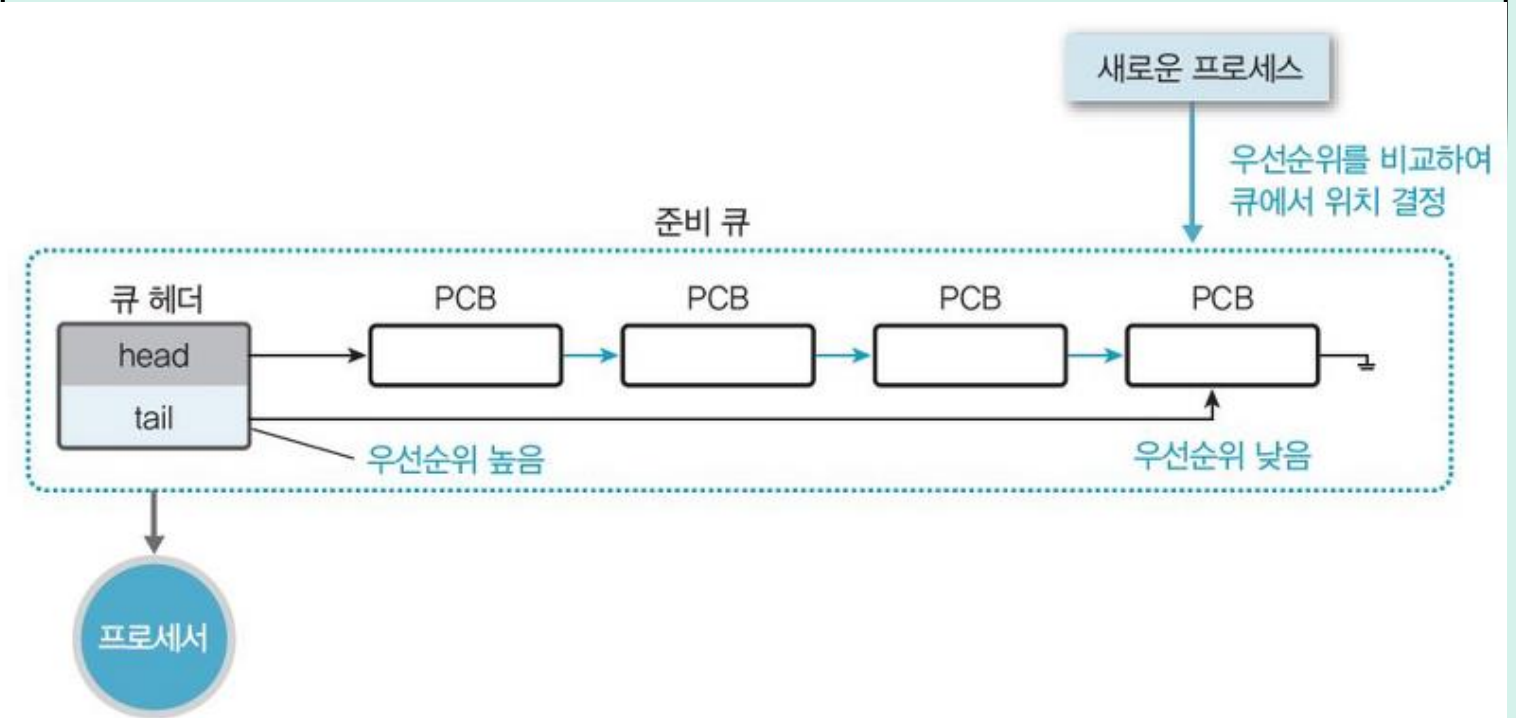 새로운 프로세스
우선순위를 비교하여
큐에서 위치 결정
준비 큐
큐 헤더
PCB
PCB
PCB
PCB
head
tail
우선순위 높음
우선순위 낮음
프로세서